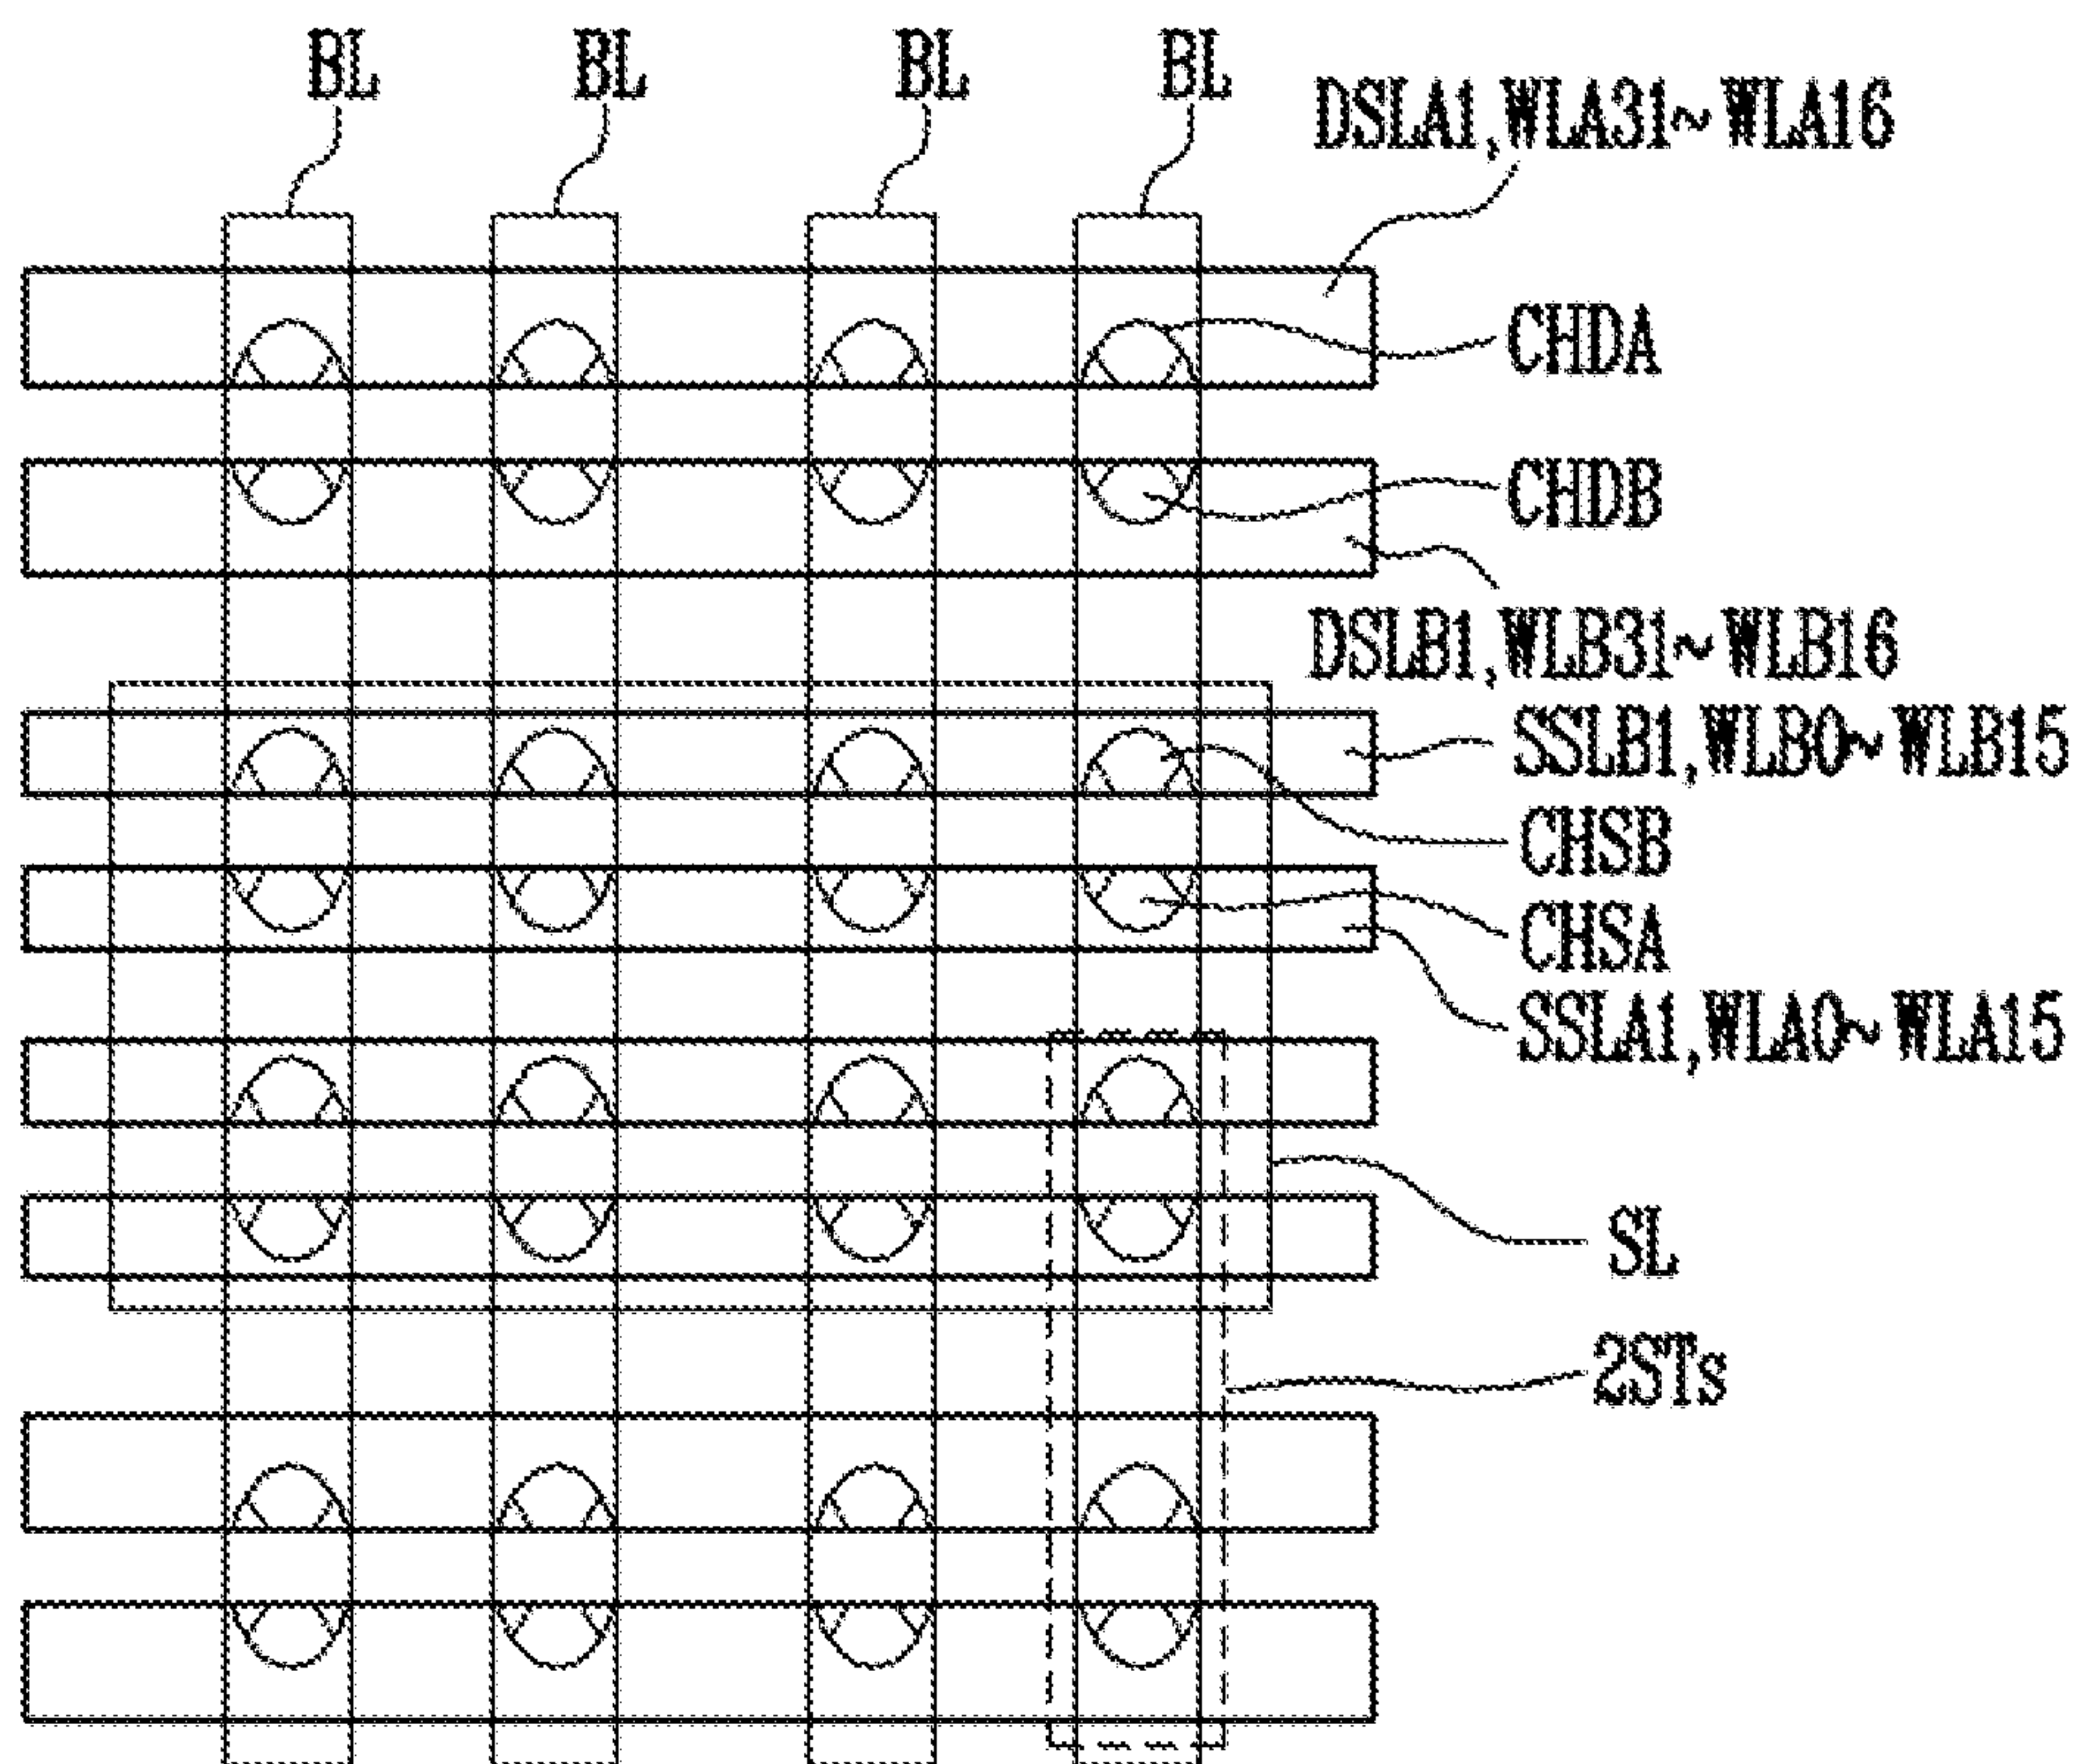 BL BL BL BL
DSLA1,WLA31~WLA16
CHDA
CHDB
DSLB1,WLB31~WLB16
SSLB1,WLB0~WLB15
CHSB
CHSA
SSLA1,WLA0~WLA15
SL
2STs